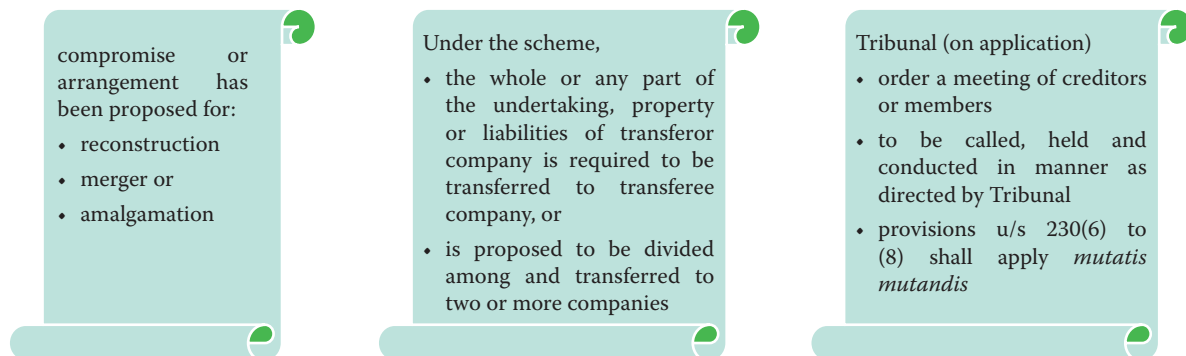 compromise or
arrangement has
been proposed for:
• reconstruction
• merger or
• amalgamation
Under the scheme,
• the whole or any part of
the undertaking, property
or liabilities of transferor
company is required to be
transferred to transferee
company, or
• is proposed to be divided
among and transferred to
two or more companies
Tribunal (on application)
• order a meeting of creditors
or members
• to be called, held and
conducted in manner as
directed by Tribunal
• provisions u/s 230(6) to
(8) shall apply mutatis
mutandis